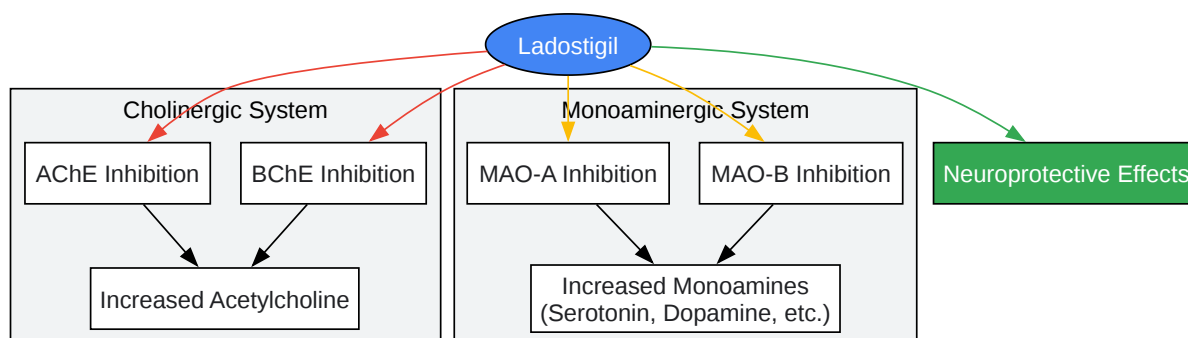 Ladostigil
Cholinergic System
Monoaminergic System
AChE Inhibition
BChE Inhibition
MAO-A Inhibition
MAO-B Inhibition
Neuroprotective Effects
Increased Acetylcholine
Increased Monoamines
(Serotonin, Dopamine, etc.)